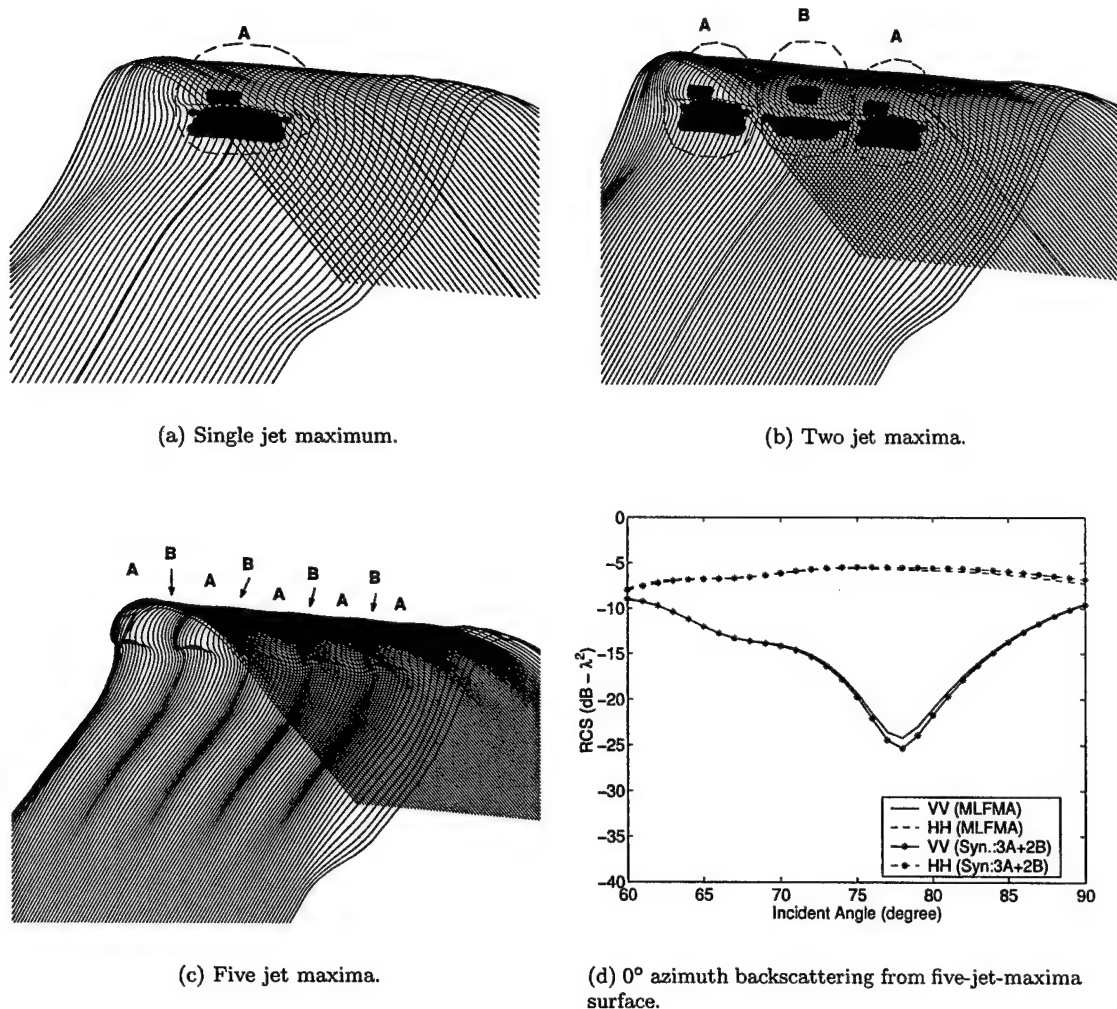 A
A
B
A
(a) Single jet maximum.
(b) Two jet maxima.
A
B
A
B
A
B
A
B
A
0
−5
−10
−15
−20
−25
−30
−35
−40
RCS (dB − λ²)
60
65
70
75
80
85
90
Incident Angle (degree)
VV (MLFMA)
HH (MLFMA)
VV (Syn.:3A+2B)
HH (Syn:3A+2B)
(c) Five jet maxima.
(d) 0° azimuth backscattering from five-jet-maxima
surface.